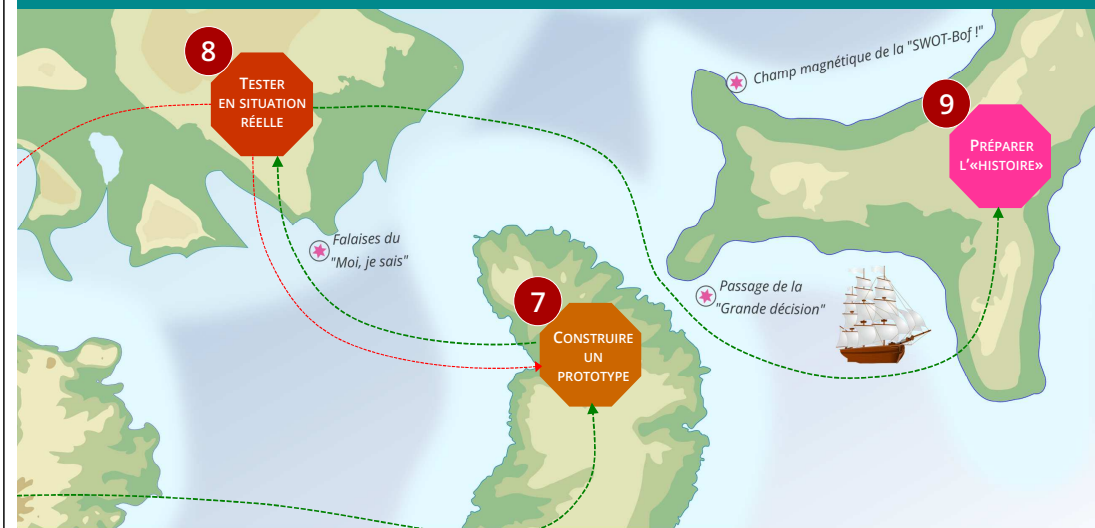 8
TESTER
EN SITUATION
RÉELLE
Champ magnétique de la "SWOT-Bof !"
9
PRÉPARER
L'«HISTOIRE»
Falaises du
"Moi, je sais"
7
CONSTRUIRE
UN
PROTOTYPE
Passage de la
"Grande décision"